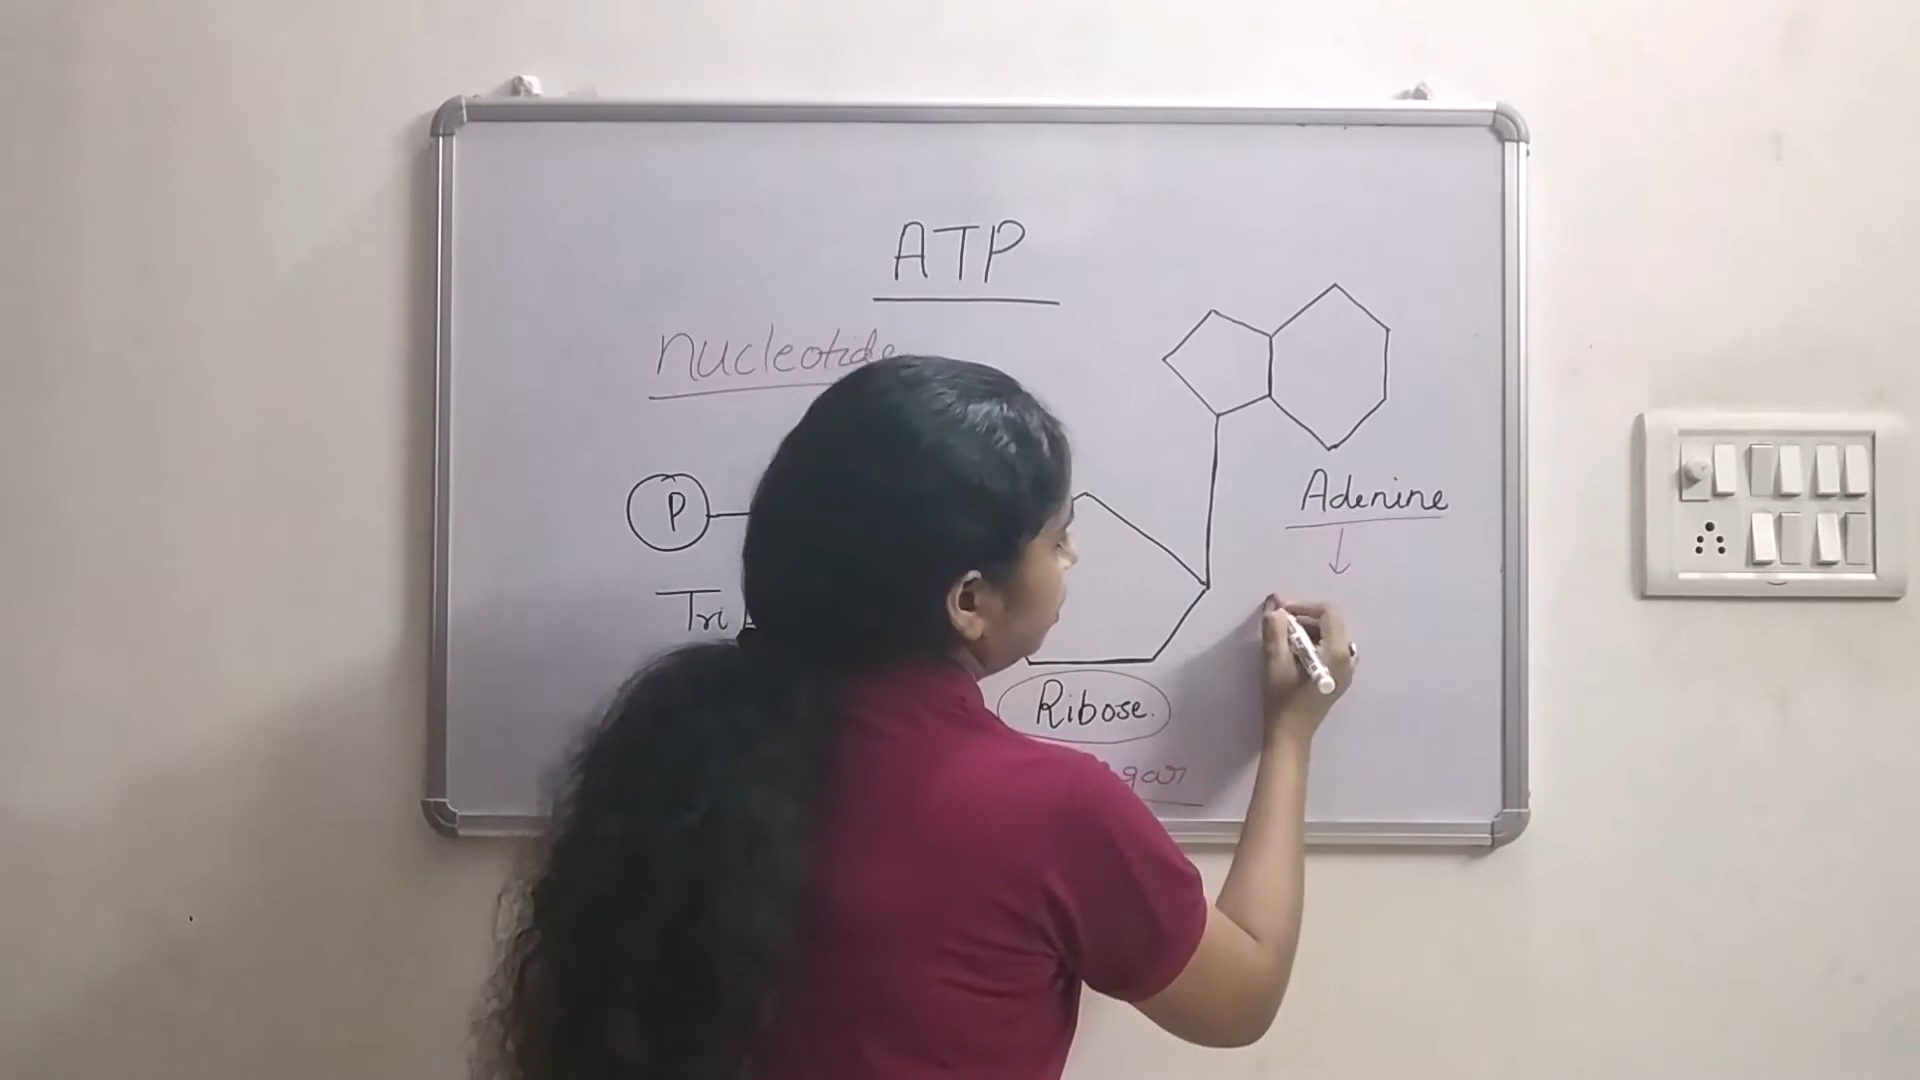 ATP
nucleotide
P
Adenine
Tri
Ribose.